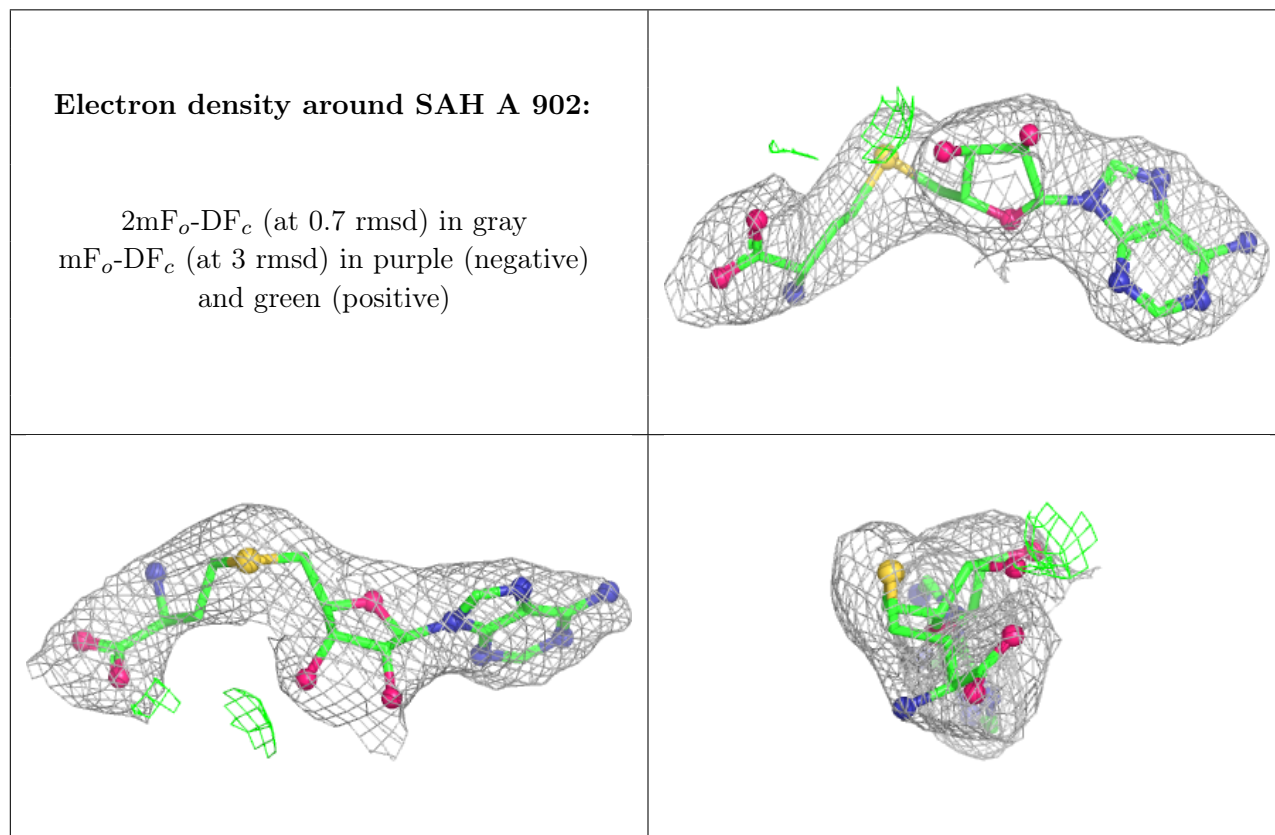 Electron density around SAH A 902:
2mFₒ-DF𝒸 (at 0.7 rmsd) in gray
mFₒ-DF𝒸 (at 3 rmsd) in purple (negative)
and green (positive)